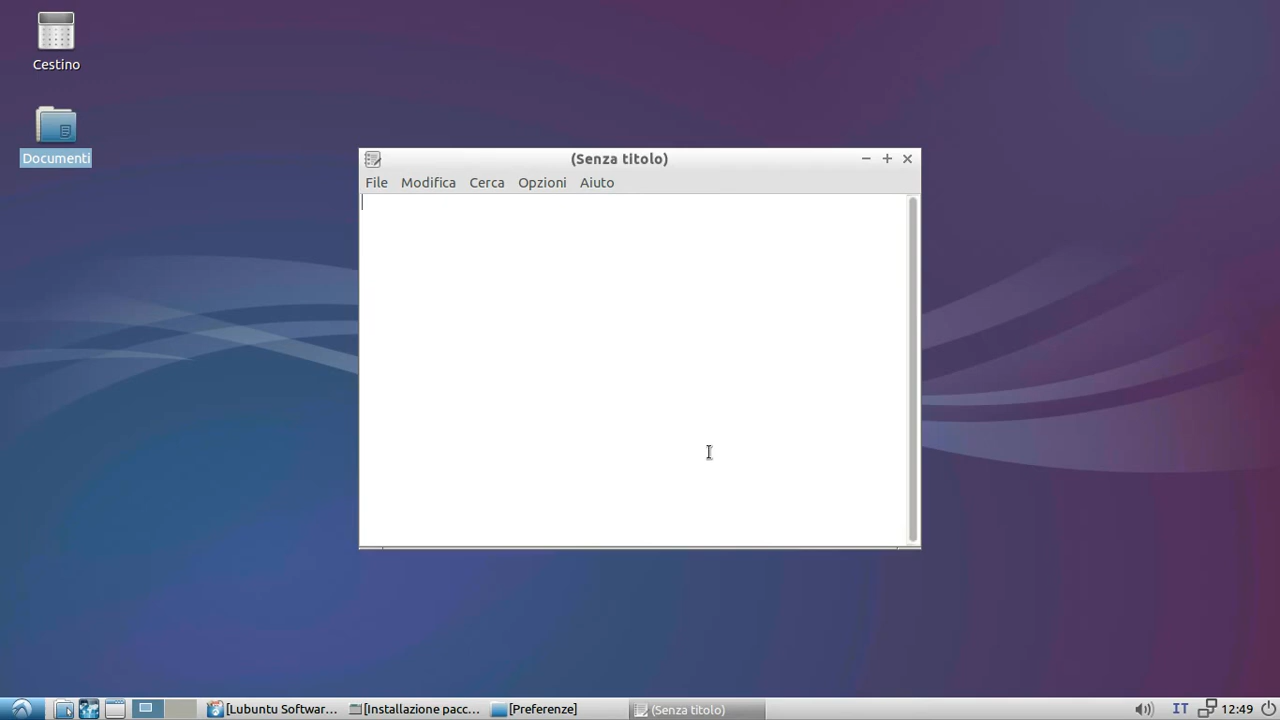 Cestino
Documenti
(Senza titolo)
File Modifica Cerca Opzioni Aiuto
[Lubuntu Softwar... [Installazione pacc... [Preferenze] (Senza titolo) IT 12:49